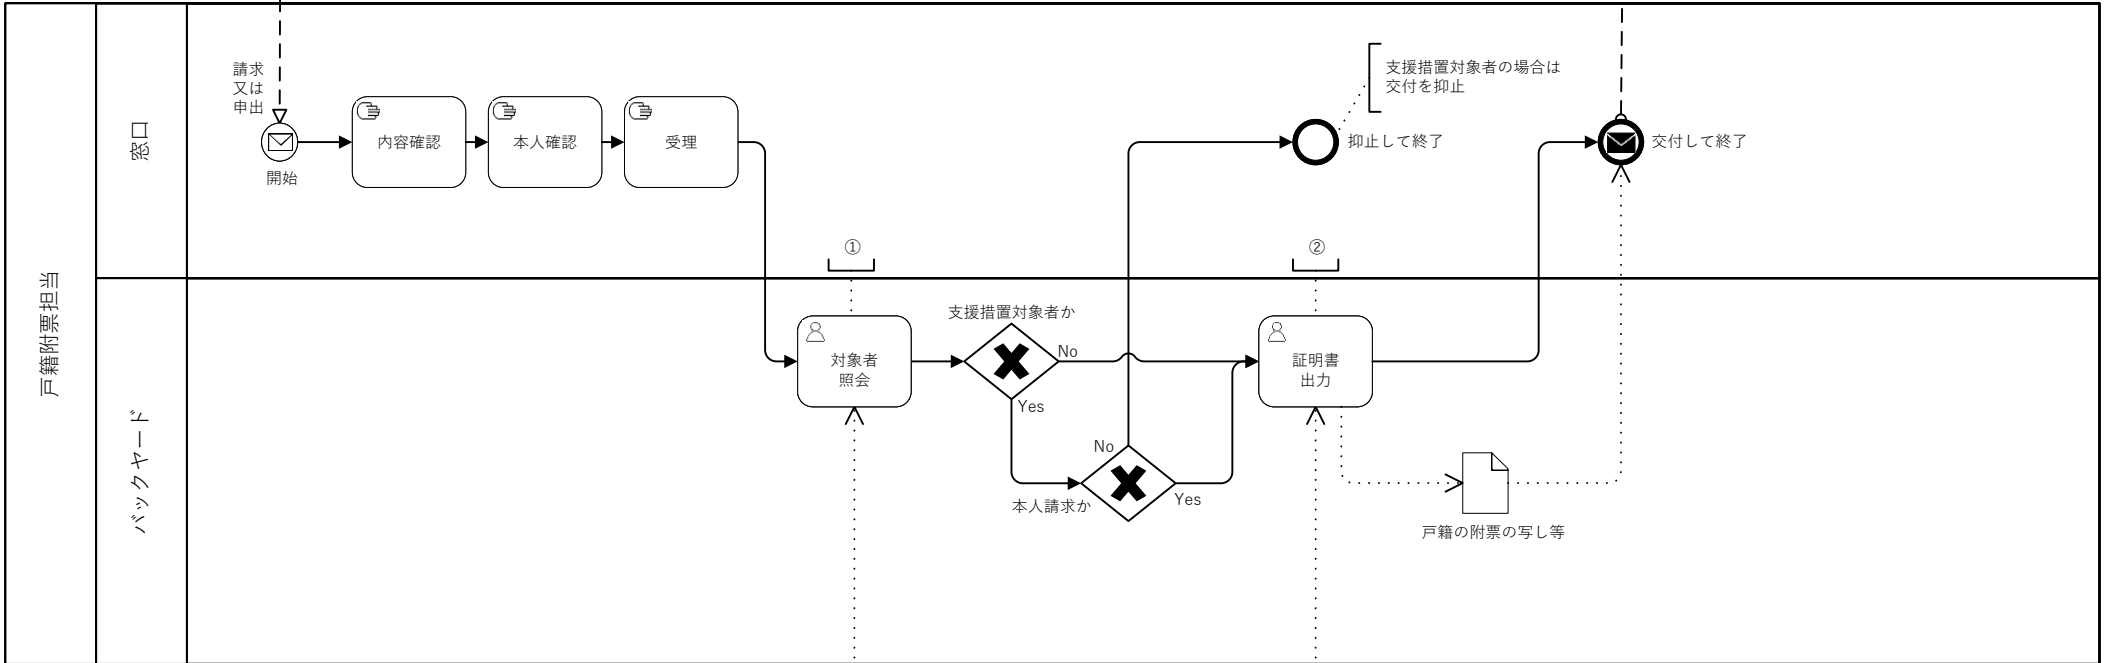 戸籍附票担当
窓口
バックヤード
請求
又は
申出
開始
内容確認
本人確認
受理
支援措置対象者の場合は
交付を抑止
抑止して終了
交付して終了
①
②
対象者
照会
支援措置対象者か
No
Yes
本人請求か
No
Yes
証明書
出力
戸籍の附票の写し等